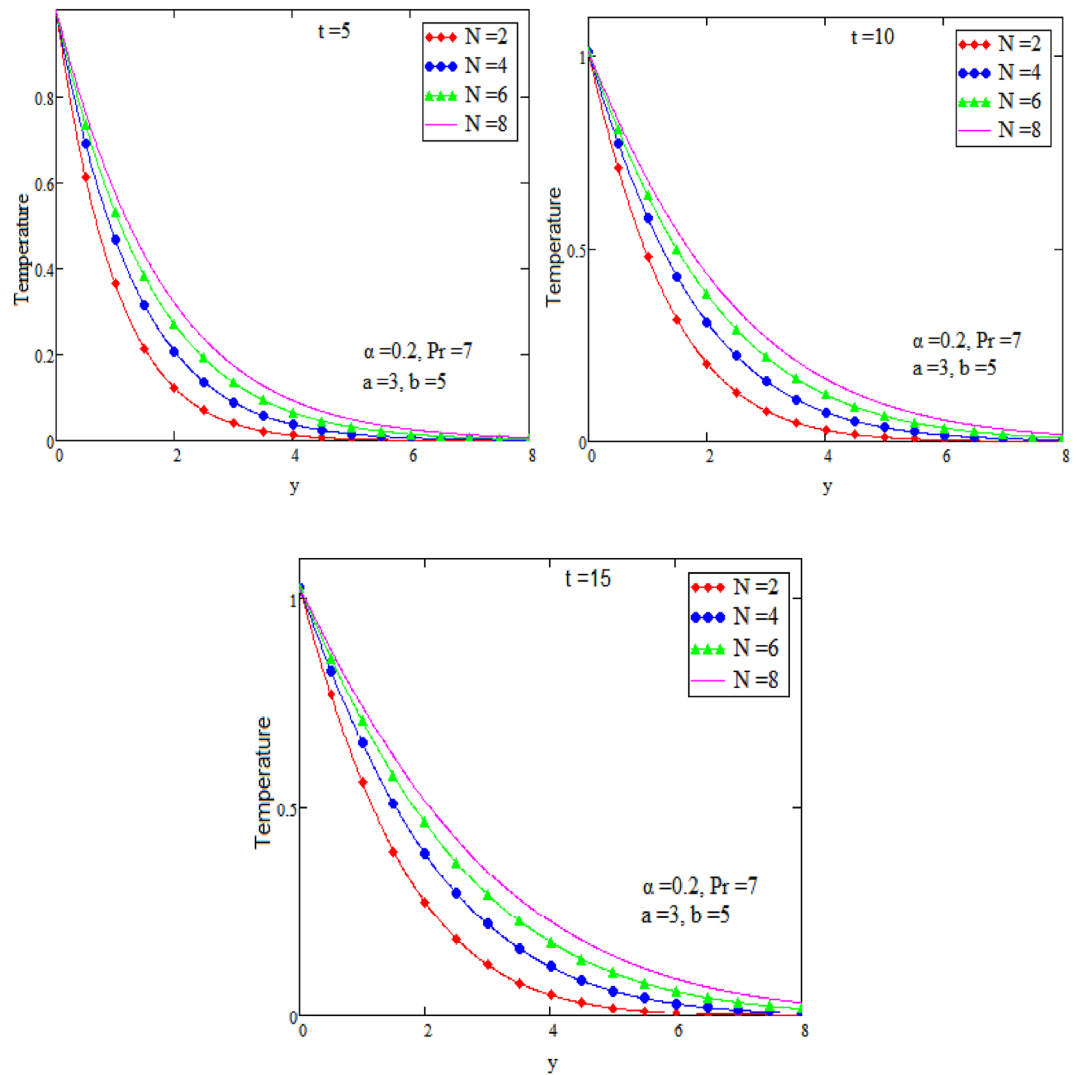 t =5
N =2
N =4
N =6
N =8
0.8
0.6
0.4
0.2
0
Temperature
α =0.2, Pr =7
a =3, b =5
0 2 4 6 8
y
t =10
N =2
N =4
N =6
N =8
1
0.5
0
Temperature
α =0.2, Pr =7
a =3, b =5
0 2 4 6 8
y
t =15
N =2
N =4
N =6
N =8
1
0.5
0
Temperature
α =0.2, Pr =7
a =3, b =5
0 2 4 6 8
y